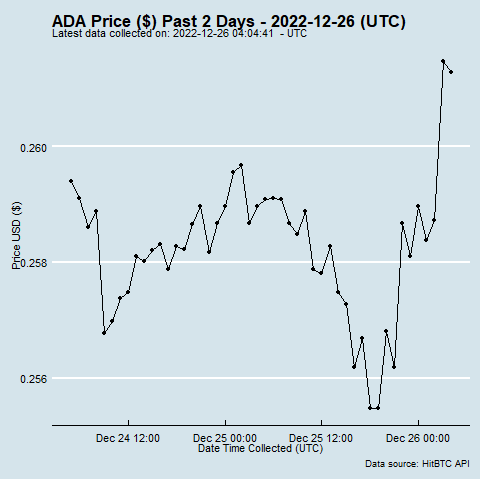 ADA Price ($) Past 2 Days - 2022-12-26 (UTC)
Latest data collected on: 2022-12-26 04:04:41 - UTC
0.260
0.258
0.256
Price USD ($)
Dec 24 12:00
Dec 25 00:00
Dec 25 12:00
Dec 26 00:00
Date Time Collected (UTC)
Data source: HitBTC API